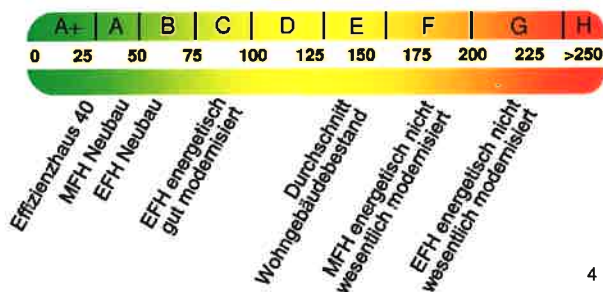 A+ A B C D E F G H
0 25 50 75 100 125 150 175 200 225 >250
Effizienzhaus 40
MFH Neubau
EFH Neubau
EFH energetisch
gut modernisiert
Durchschnitt
Wohngebäudebestand
MFH energetisch nicht
wesentlich modernisiert
EFH energetisch nicht
wesentlich modernisiert
4